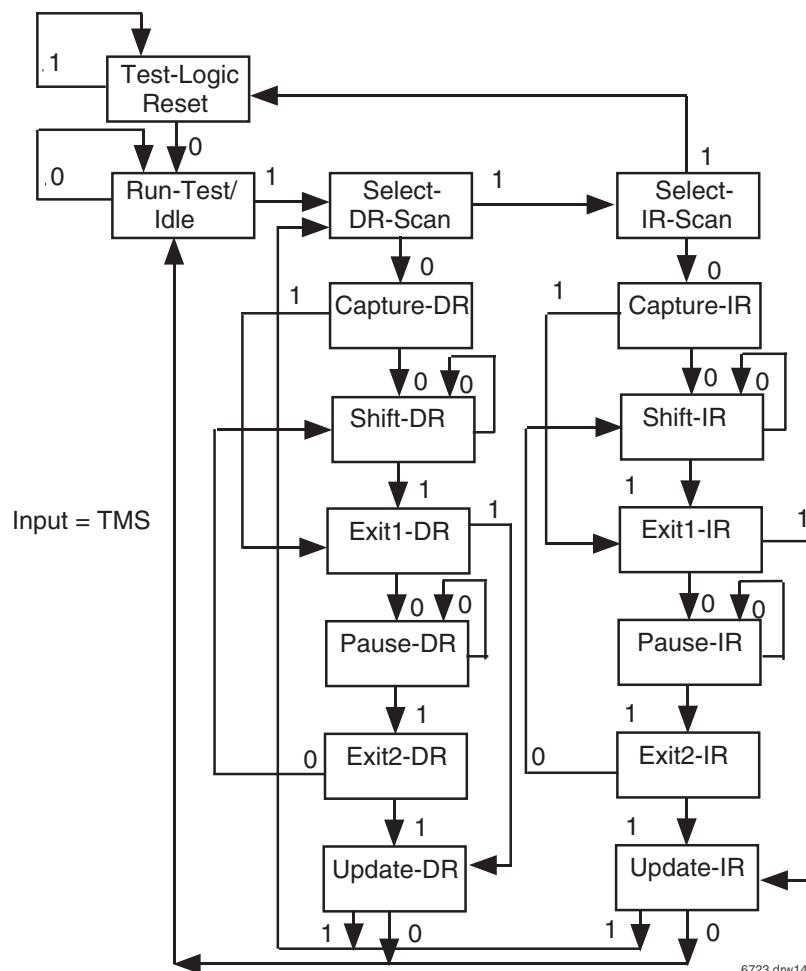 1
Test-Logic
Reset
0
1
0
Run-Test/
Idle
1
Select-
DR-Scan
1
Select-
IR-Scan
0
0
1
Capture-DR
1
Capture-IR
0
0
0
0
Shift-DR
Shift-IR
1
1
Input = TMS
Exit1-DR
1
Exit1-IR
1
0
0
0
0
Pause-DR
Pause-IR
1
1
0
Exit2-DR
0
Exit2-IR
1
1
Update-DR
Update-IR
1
0
1
0
6723 drw14